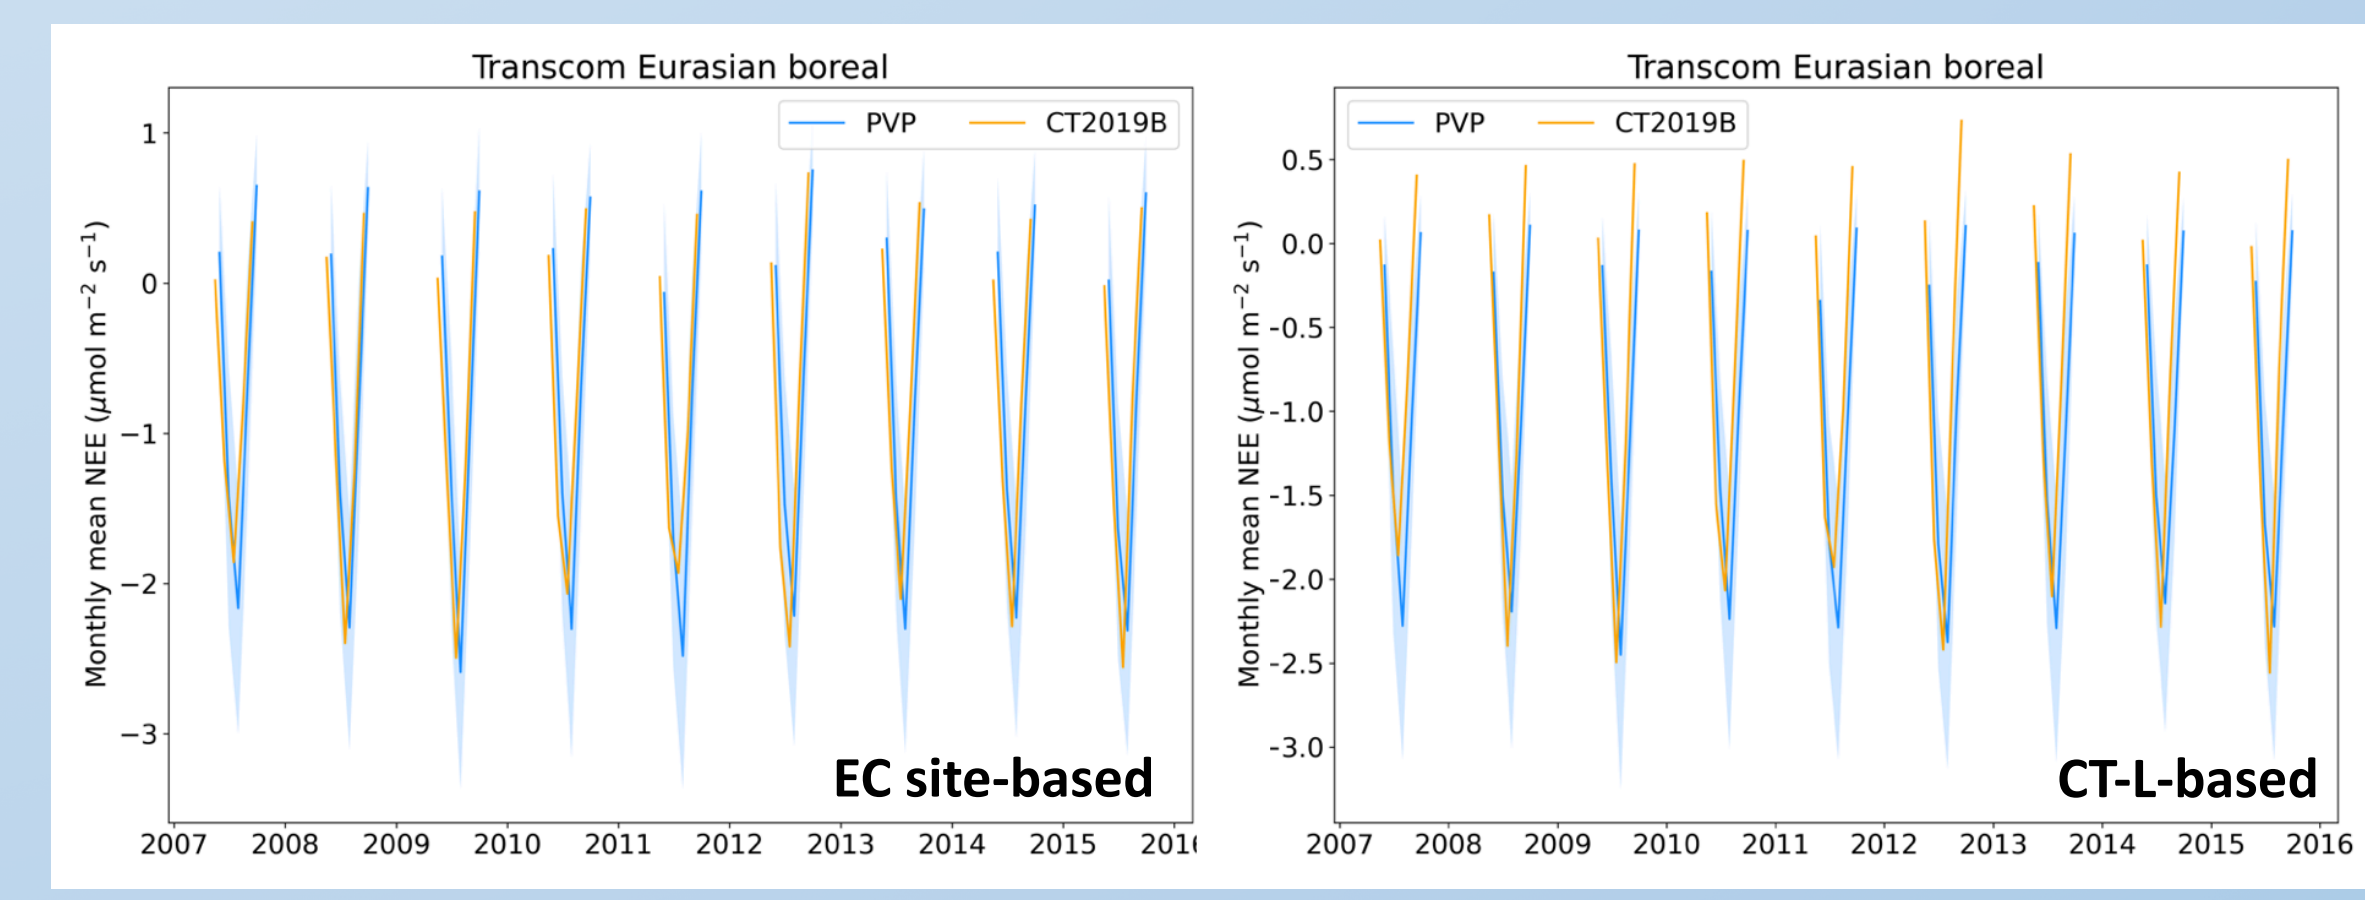 Transcom Eurasian boreal
PVP CT2019B
Monthly mean NEE (μmol m⁻² s⁻¹)
1
0
−1
−2
−3
EC site-based
2007 2008 2009 2010 2011 2012 2013 2014 2015 201
Transcom Eurasian boreal
PVP CT2019B
Monthly mean NEE (μmol m⁻² s⁻¹)
0.5
0.0
-0.5
-1.0
-1.5
-2.0
-2.5
-3.0
CT-L-based
2007 2008 2009 2010 2011 2012 2013 2014 2015 2016